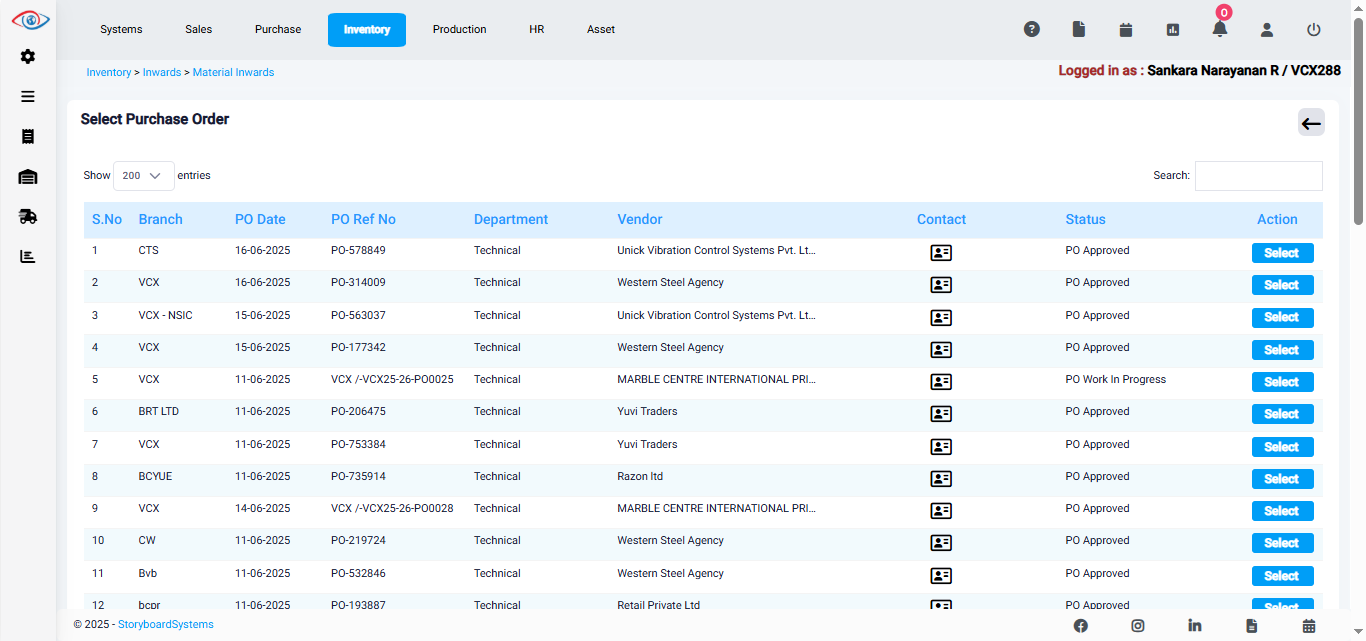 0
Systems Sales Purchase Inventory Production HR Asset
Inventory > Inwards > Material Inwards
Logged in as : Sankara Narayanan R / VCX288
Select Purchase Order
Show 200 entries
Search:
S.No Branch PO Date PO Ref No Department Vendor Contact Status Action
1 CTS 16-06-2025 PO-578849 Technical Unick Vibration Control Systems Pvt. Lt... PO Approved Select
2 VCX 16-06-2025 PO-314009 Technical Western Steel Agency PO Approved Select
3 VCX - NSIC 15-06-2025 PO-563037 Technical Unick Vibration Control Systems Pvt. Lt... PO Approved Select
4 VCX 15-06-2025 PO-177342 Technical Western Steel Agency PO Approved Select
5 VCX 11-06-2025 VCX /-VCX25-26-PO0025 Technical MARBLE CENTRE INTERNATIONAL PRI... PO Work In Progress Select
6 BRT LTD 11-06-2025 PO-206475 Technical Yuvi Traders PO Approved Select
7 VCX 11-06-2025 PO-753384 Technical Yuvi Traders PO Approved Select
8 BCYUE 11-06-2025 PO-735914 Technical Razon ltd PO Approved Select
9 VCX 14-06-2025 VCX /-VCX25-26-PO0028 Technical MARBLE CENTRE INTERNATIONAL PRI... PO Approved Select
10 CW 11-06-2025 PO-219724 Technical Western Steel Agency PO Approved Select
11 Bvb 11-06-2025 PO-532846 Technical Western Steel Agency PO Approved Select
12 bcpr 11-06-2025 PO-193887 Technical Retail Private Ltd PO Approved Select
© 2025 - StoryboardSystems